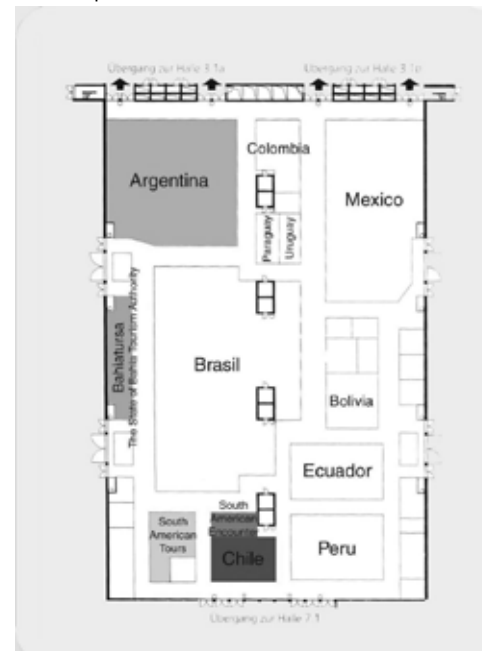 Übergang zur Halle 3.1a
Übergang zur Halle 3.1b
Colombia
Argentina
Mexico
Paraguay
Uruguay
Bahiatursa
The State of Bahia Tourism Authority
Brasil
Bolivia
Ecuador
South
American
Encounter
South
American
Tours
Chile
Peru
Übergang zur Halle 7.1